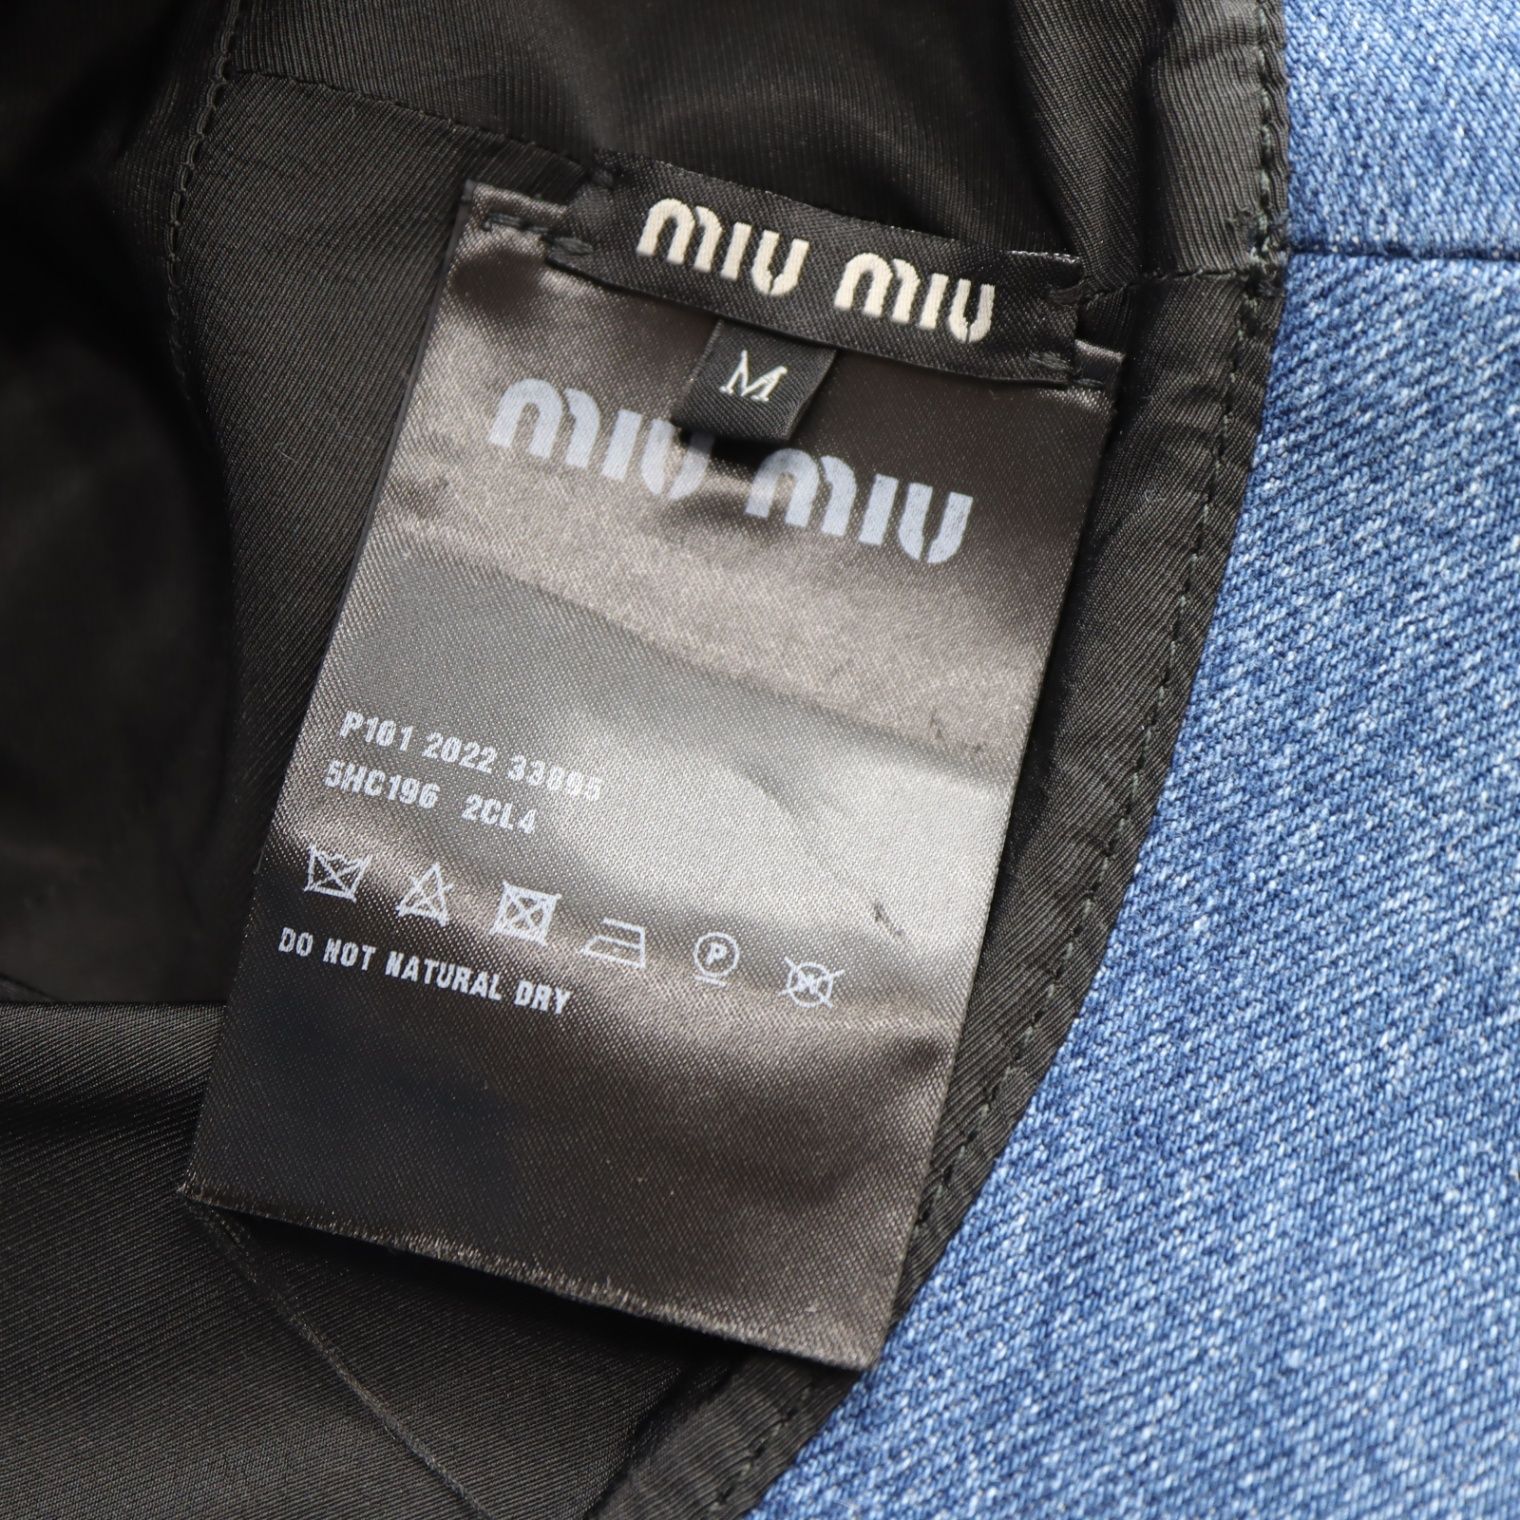 MIU MIU
M
MIU MIU
P101 2022 33895
5HC196 2CL4
P
DO NOT NATURAL DRY